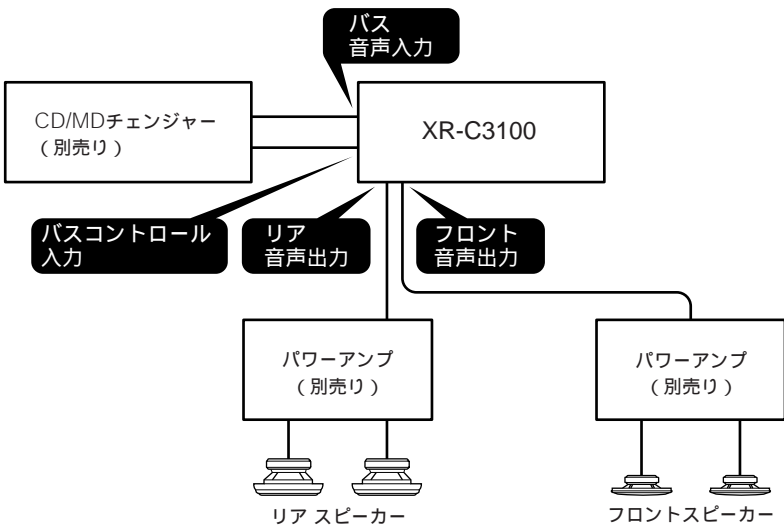 バス
音声入力
CD/MDチェンジャー
（別売り）
XR-C3100
バスコントロール
入力
リア
音声出力
フロント
音声出力
パワーアンプ
（別売り）
パワーアンプ
（別売り）
リア スピーカー
フロントスピーカー